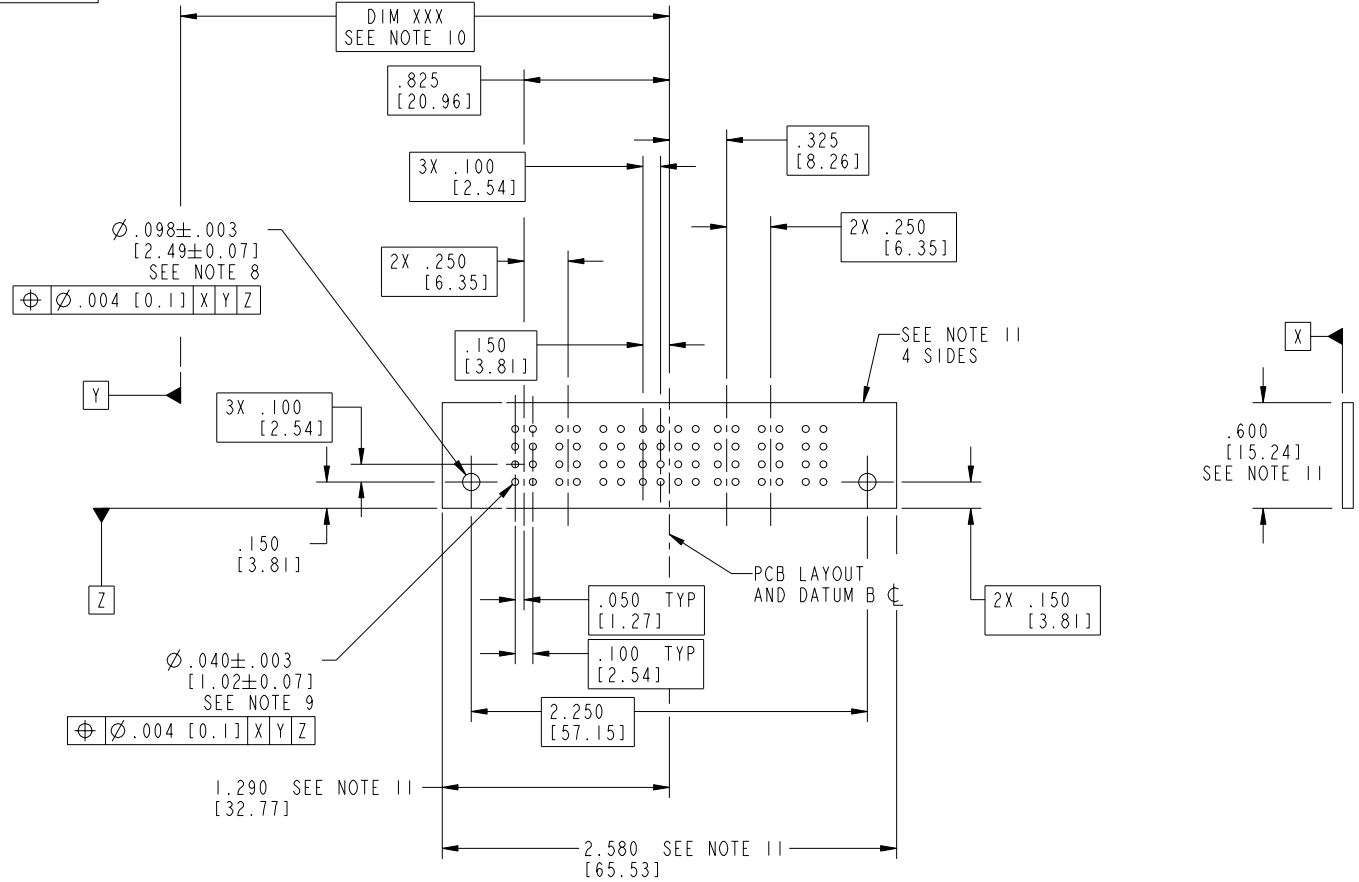 DIM XXX
SEE NOTE 10
.825
[20.96]
.325
[8.26]
3X .100
[2.54]
Ø.098±.003
[2.49±0.07]
SEE NOTE 8
⌖ Ø.004 [0.1] X Y Z
2X .250
[6.35]
2X .250
[6.35]
.150
[3.81]
SEE NOTE 11
4 SIDES
X
Y
3X .100
[2.54]
.600
[15.24]
SEE NOTE 11
.150
[3.81]
Z
PCB LAYOUT
AND DATUM B ℄
.050 TYP
[1.27]
2X .150
[3.81]
.100 TYP
[2.54]
Ø.040±.003
[1.02±0.07]
SEE NOTE 9
⌖ Ø.004 [0.1] X Y Z
2.250
[57.15]
1.290 SEE NOTE 11
[32.77]
2.580 SEE NOTE 11
[65.53]